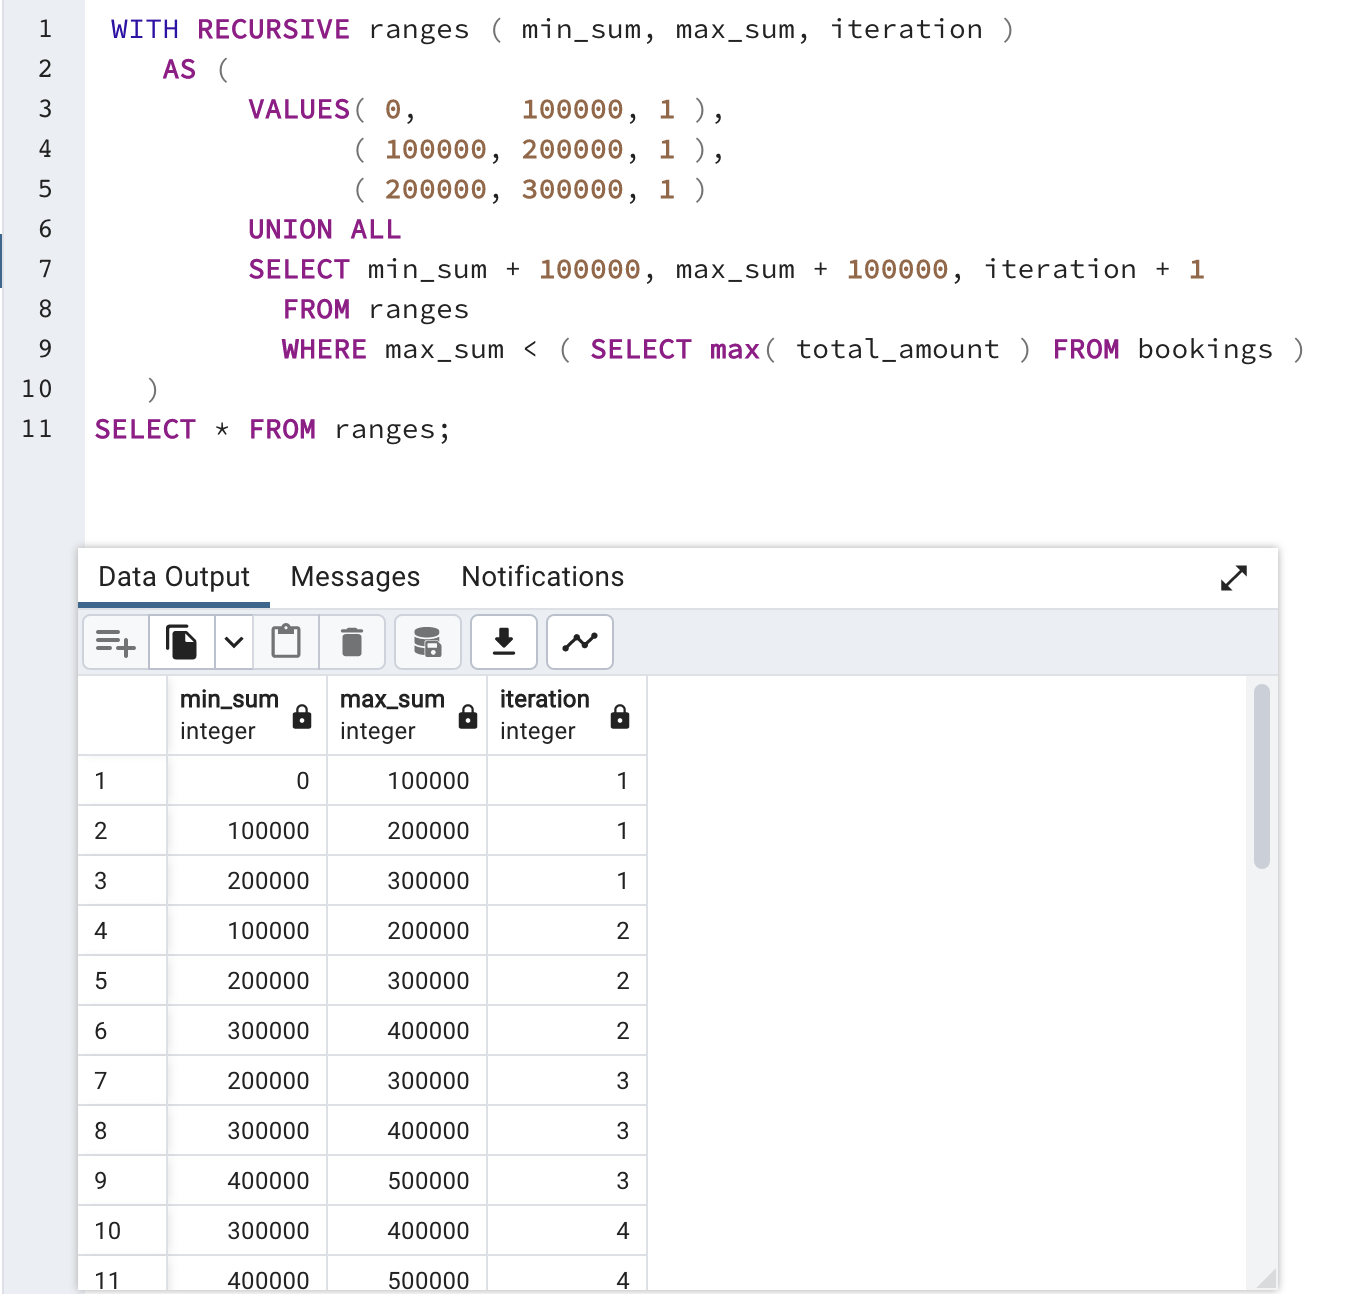 1 WITH RECURSIVE ranges ( min_sum, max_sum, iteration )
2 AS (
3 VALUES( 0, 100000, 1 ),
4 ( 100000, 200000, 1 ),
5 ( 200000, 300000, 1 )
6 UNION ALL
7 SELECT min_sum + 100000, max_sum + 100000, iteration + 1
8 FROM ranges
9 WHERE max_sum < ( SELECT max( total_amount ) FROM bookings )
10 )
11 SELECT * FROM ranges;
Data Output Messages Notifications
min_sum max_sum iteration
integer integer integer
1 0 100000 1
2 100000 200000 1
3 200000 300000 1
4 100000 200000 2
5 200000 300000 2
6 300000 400000 2
7 200000 300000 3
8 300000 400000 3
9 400000 500000 3
10 300000 400000 4
11 400000 500000 4